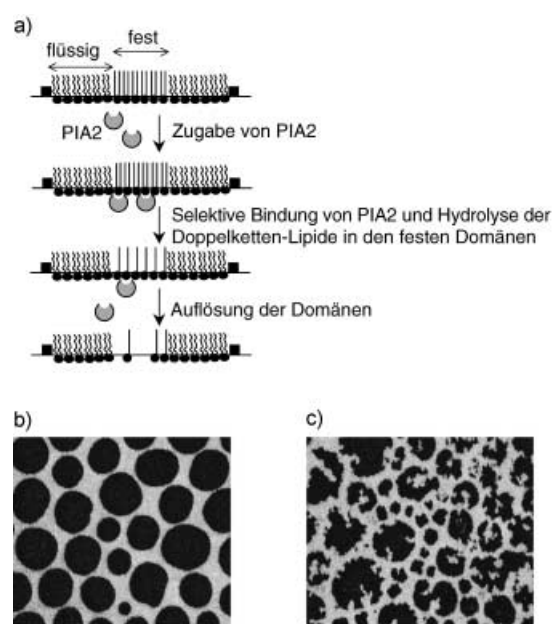 a)
fest
flüssig
PIA2
Zugabe von PIA2
Selektive Bindung von PIA2 und Hydrolyse der
Doppelketten-Lipide in den festen Domänen
Auflösung der Domänen
b)
c)